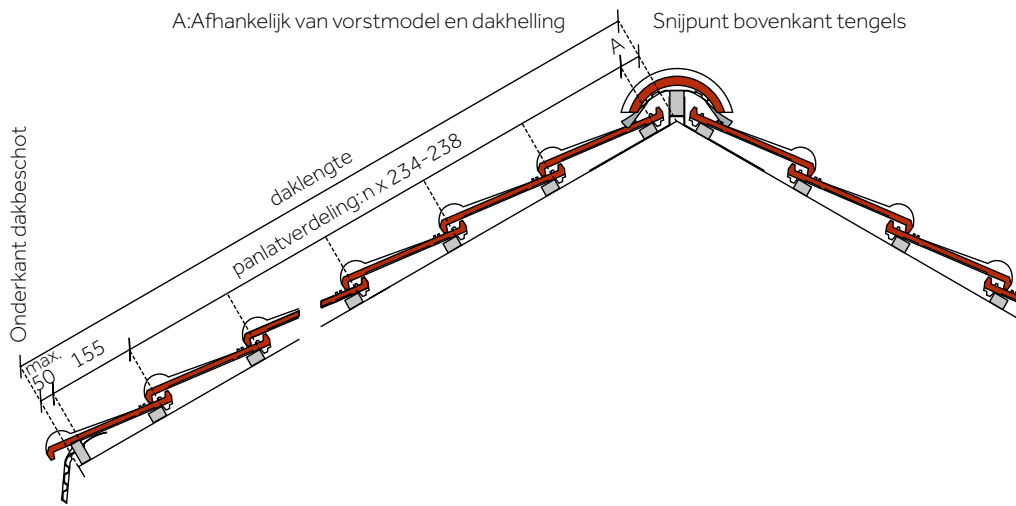 A:Afhankelijk van vorstmodel en dakhelling
Snijpunt bovenkant tengels
A
daklengte
panlatverdeling:n x 234-238
Onderkant dakbeschot
max.
50
155